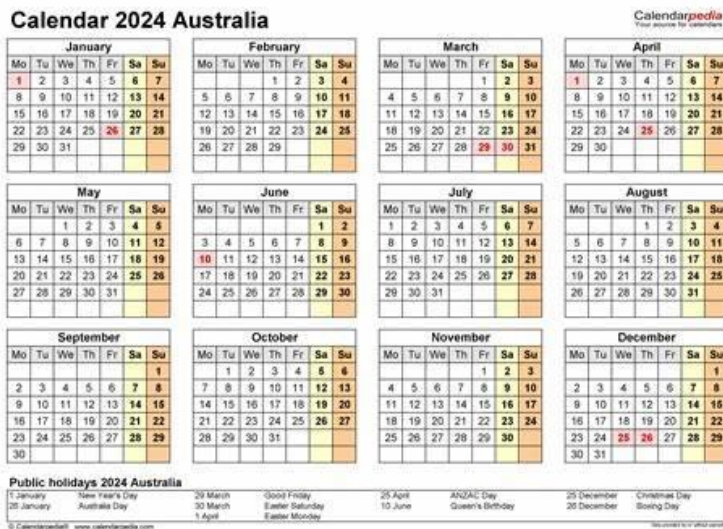 Calendar 2024 Australia
Calendarpedia
Your source for calendars
January
Mo Tu We Th Fr Sa Su
1 2 3 4 5 6 7
8 9 10 11 12 13 14
15 16 17 18 19 20 21
22 23 24 25 26 27 28
29 30 31
February
Mo Tu We Th Fr Sa Su
1 2 3 4
5 6 7 8 9 10 11
12 13 14 15 16 17 18
19 20 21 22 23 24 25
26 27 28 29
March
Mo Tu We Th Fr Sa Su
1 2 3
4 5 6 7 8 9 10
11 12 13 14 15 16 17
18 19 20 21 22 23 24
25 26 27 28 29 30 31
April
Mo Tu We Th Fr Sa Su
1 2 3 4 5 6 7
8 9 10 11 12 13 14
15 16 17 18 19 20 21
22 23 24 25 26 27 28
29 30
May
Mo Tu We Th Fr Sa Su
1 2 3 4 5
6 7 8 9 10 11 12
13 14 15 16 17 18 19
20 21 22 23 24 25 26
27 28 29 30 31
June
Mo Tu We Th Fr Sa Su
1 2
3 4 5 6 7 8 9
10 11 12 13 14 15 16
17 18 19 20 21 22 23
24 25 26 27 28 29 30
July
Mo Tu We Th Fr Sa Su
1 2 3 4 5 6 7
8 9 10 11 12 13 14
15 16 17 18 19 20 21
22 23 24 25 26 27 28
29 30 31
August
Mo Tu We Th Fr Sa Su
1 2 3 4
5 6 7 8 9 10 11
12 13 14 15 16 17 18
19 20 21 22 23 24 25
26 27 28 29 30 31
September
Mo Tu We Th Fr Sa Su
1
2 3 4 5 6 7 8
9 10 11 12 13 14 15
16 17 18 19 20 21 22
23 24 25 26 27 28 29
30
October
Mo Tu We Th Fr Sa Su
1 2 3 4 5 6
7 8 9 10 11 12 13
14 15 16 17 18 19 20
21 22 23 24 25 26 27
28 29 30 31
November
Mo Tu We Th Fr Sa Su
1 2 3
4 5 6 7 8 9 10
11 12 13 14 15 16 17
18 19 20 21 22 23 24
25 26 27 28 29 30
December
Mo Tu We Th Fr Sa Su
1
2 3 4 5 6 7 8
9 10 11 12 13 14 15
16 17 18 19 20 21 22
23 24 25 26 27 28 29
30 31
Public holidays 2024 Australia
1 January New Year's Day 29 March Good Friday 25 April ANZAC Day 25 December Christmas Day
26 January Australia Day 30 March Easter Saturday 10 June Queen's Birthday 26 December Boxing Day
1 April Easter Monday
© Calendarpedia® www.calendarpedia.com